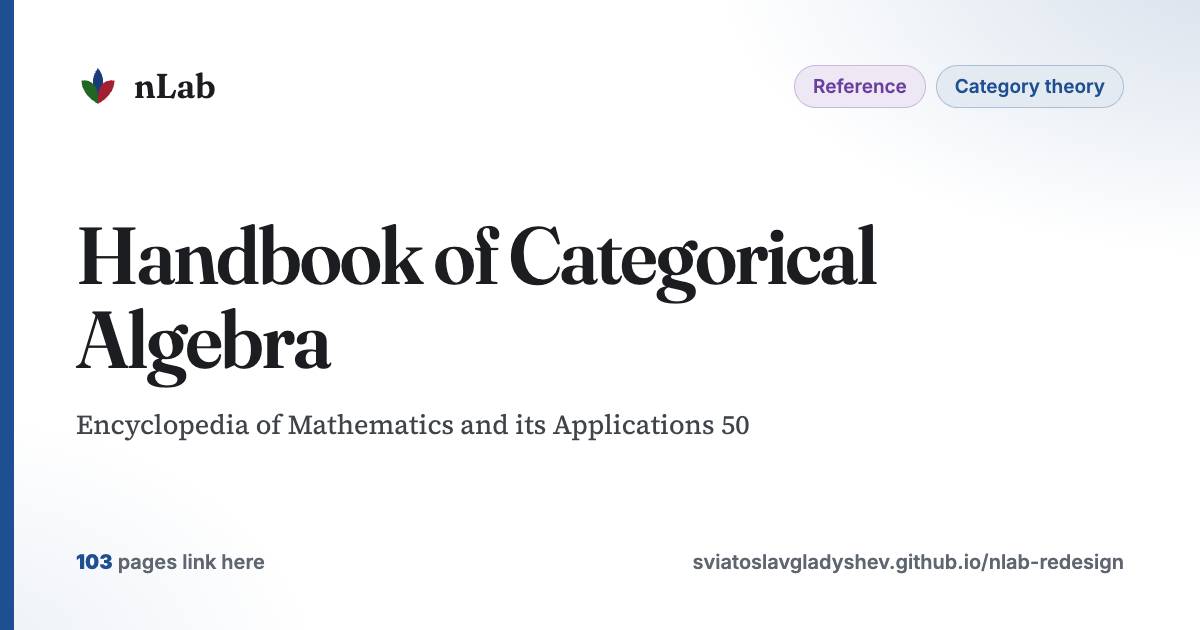 nLab
Reference
Category theory
Handbook of Categorical
Algebra
Encyclopedia of Mathematics and its Applications 50
103 pages link here
sviatoslavgladyshev.github.io/nlab-redesign